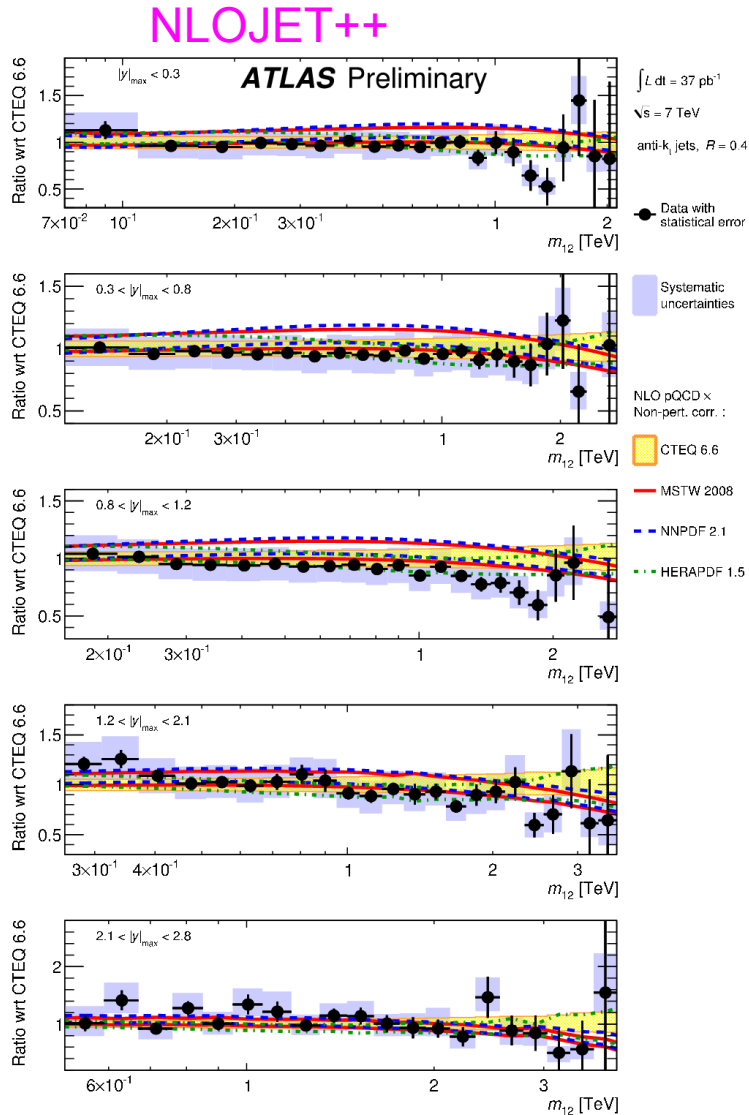 NLOJET++
Ratio wrt CTEQ 6.6
|y|max < 0.3
ATLAS Preliminary
1.5
1
0.5
7×10⁻² 10⁻¹ 2×10⁻¹ 3×10⁻¹ 1 2
m₁₂ [TeV]
∫L dt = 37 pb⁻¹
√s = 7 TeV
anti-kₜ jets, R = 0.4
Data with
statistical error
Ratio wrt CTEQ 6.6
0.3 < |y|max < 0.8
1.5
1
0.5
2×10⁻¹ 3×10⁻¹ 1 2
m₁₂ [TeV]
Systematic
uncertainties
NLO pQCD ×
Non-pert. corr. :
CTEQ 6.6
MSTW 2008
NNPDF 2.1
HERAPDF 1.5
Ratio wrt CTEQ 6.6
0.8 < |y|max < 1.2
1.5
1
0.5
2×10⁻¹ 3×10⁻¹ 1 2
m₁₂ [TeV]
Ratio wrt CTEQ 6.6
1.2 < |y|max < 2.1
1.5
1
0.5
3×10⁻¹ 4×10⁻¹ 1 2 3
m₁₂ [TeV]
Ratio wrt CTEQ 6.6
2.1 < |y|max < 2.8
2
1
6×10⁻¹ 1 2 3
m₁₂ [TeV]